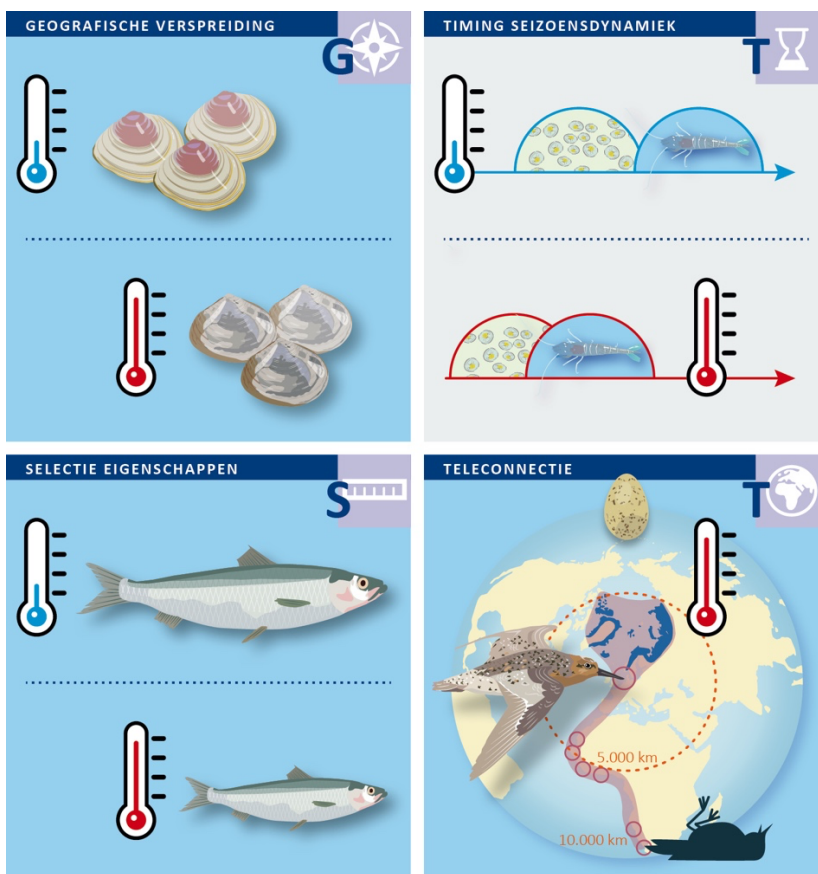 GEOGRAFISCHE VERSPREIDING
G
TIMING SEIZOENSDYNAMIEK
T
SELECTIE EIGENSCHAPPEN
S
TELECONNECTIE
T
5.000 km
10.000 km